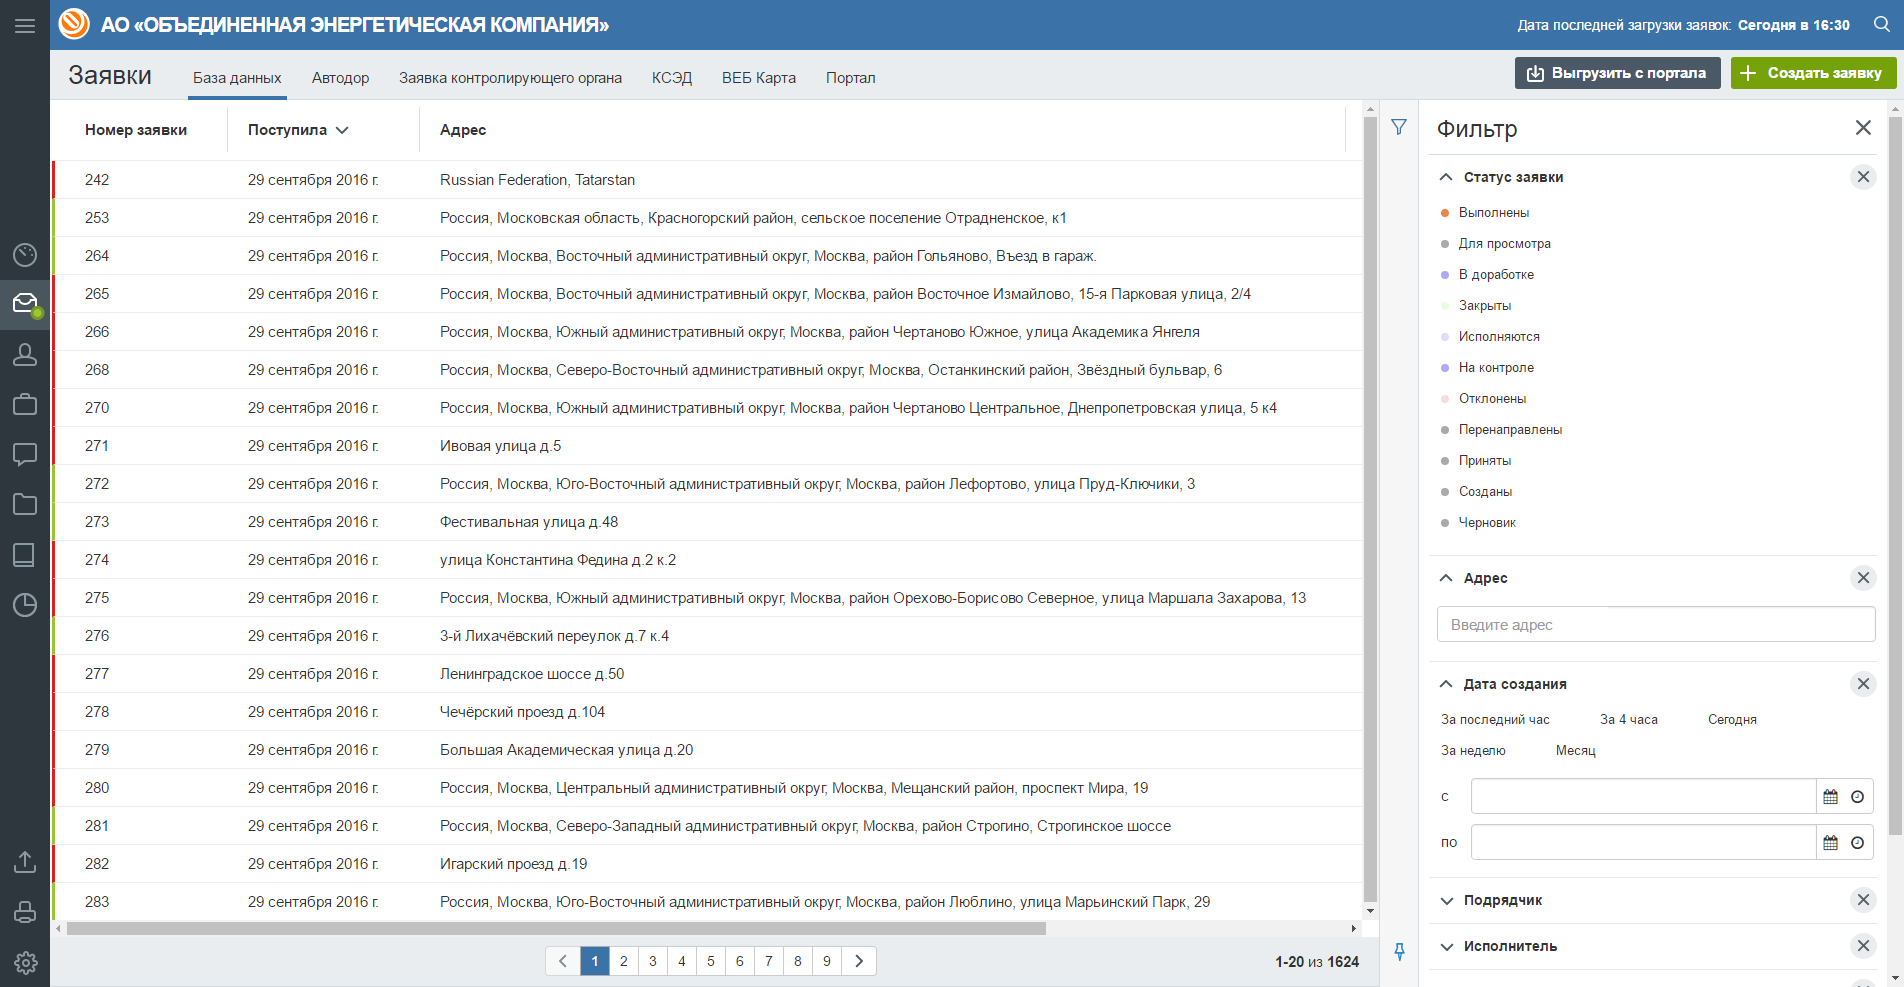 АО «ОБЪЕДИНЕННАЯ ЭНЕРГЕТИЧЕСКАЯ КОМПАНИЯ»
Дата последней загрузки заявок: Сегодня в 16:30
Заявки
База данных
Автодор
Заявка контролирующего органа
КСЭД
ВЕБ Карта
Портал
Выгрузить с портала
Создать заявку
Номер заявки Поступила Адрес
242 29 сентября 2016 г. Russian Federation, Tatarstan
253 29 сентября 2016 г. Россия, Московская область, Красногорский район, сельское поселение Отрадненское, к1
264 29 сентября 2016 г. Россия, Москва, Восточный административный округ, Москва, район Гольяново, Въезд в гараж.
265 29 сентября 2016 г. Россия, Москва, Восточный административный округ, Москва, район Восточное Измайлово, 15-я Парковая улица, 2/4
266 29 сентября 2016 г. Россия, Москва, Южный административный округ, Москва, район Чертаново Южное, улица Академика Янгеля
268 29 сентября 2016 г. Россия, Москва, Северо-Восточный административный округ, Москва, Останкинский район, Звёздный бульвар, 6
270 29 сентября 2016 г. Россия, Москва, Южный административный округ, Москва, район Чертаново Центральное, Днепропетровская улица, 5 к4
271 29 сентября 2016 г. Ивовая улица д.5
272 29 сентября 2016 г. Россия, Москва, Юго-Восточный административный округ, Москва, район Лефортово, улица Пруд-Ключики, 3
273 29 сентября 2016 г. Фестивальная улица д.48
274 29 сентября 2016 г. улица Константина Федина д.2 к.2
275 29 сентября 2016 г. Россия, Москва, Южный административный округ, Москва, район Орехово-Борисово Северное, улица Маршала Захарова, 13
276 29 сентября 2016 г. 3-й Лихачёвский переулок д.7 к.4
277 29 сентября 2016 г. Ленинградское шоссе д.50
278 29 сентября 2016 г. Чечёрский проезд д.104
279 29 сентября 2016 г. Большая Академическая улица д.20
280 29 сентября 2016 г. Россия, Москва, Центральный административный округ, Москва, Мещанский район, проспект Мира, 19
281 29 сентября 2016 г. Россия, Москва, Северо-Западный административный округ, Москва, район Строгино, Строгинское шоссе
282 29 сентября 2016 г. Игарский проезд д.19
283 29 сентября 2016 г. Россия, Москва, Юго-Восточный административный округ, Москва, район Люблино, улица Марьинский Парк, 29
1 2 3 4 5 6 7 8 9
1-20 из 1624
Фильтр
Статус заявки
Выполнены
Для просмотра
В доработке
Закрыты
Исполняются
На контроле
Отклонены
Перенаправлены
Приняты
Созданы
Черновик
Адрес
Введите адрес
Дата создания
За последний час За 4 часа Сегодня
За неделю Месяц
с
по
Подрядчик
Исполнитель